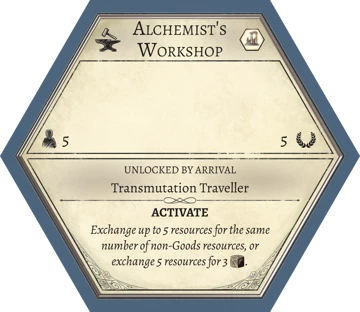 ALCHEMIST'S
WORKSHOP
5 5
UNLOCKED BY ARRIVAL
Transmutation Traveller
ACTIVATE
Exchange up to 5 resources for the same
number of non-Goods resources, or
exchange 5 resources for 3 .